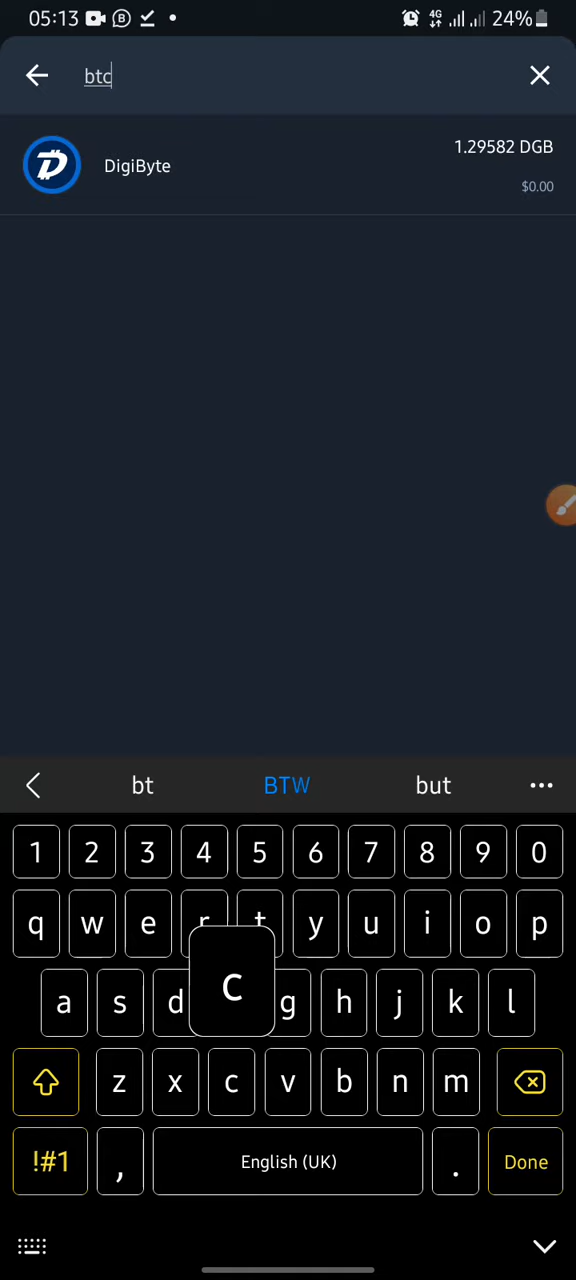 05:13 4G 24%
btc
DigiByte
1.29582 DGB
$0.00
bt BTW but
1 2 3 4 5 6 7 8 9 0
q w e r t y u i o p
a s d c g h j k l
z x c v b n m
!#1 , English (UK) . Done